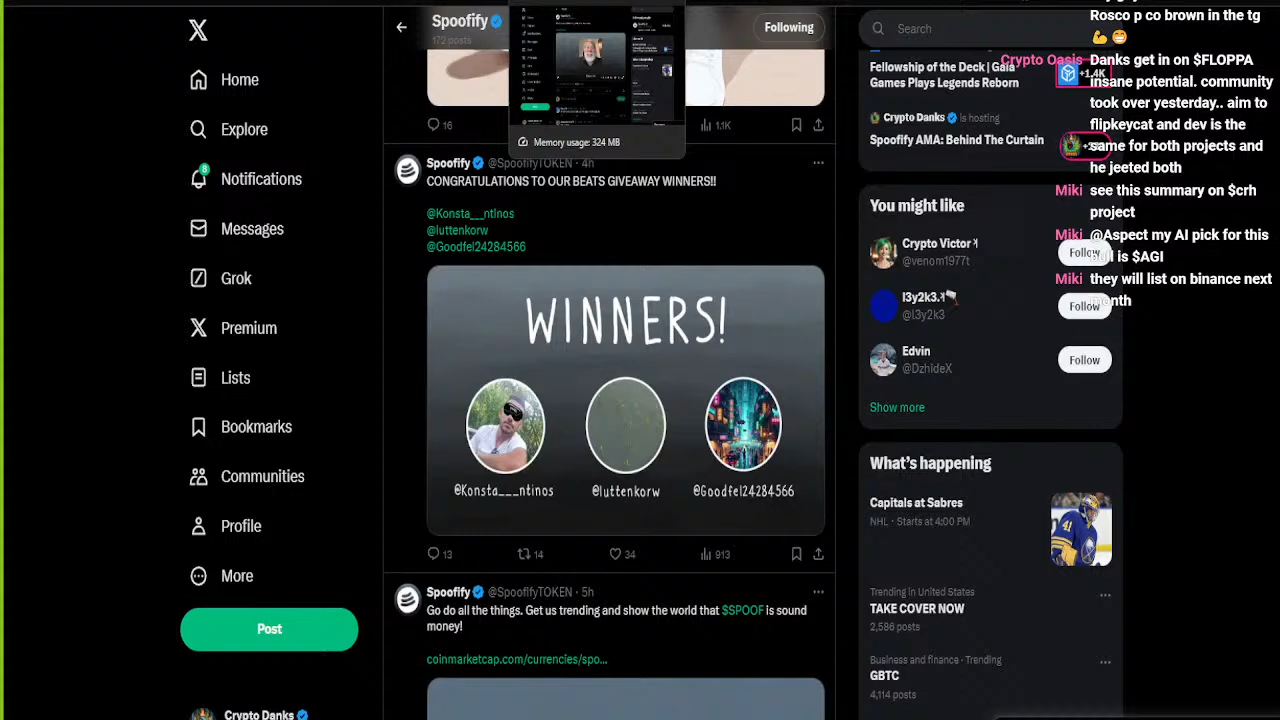 Home
Explore
8
Notifications
Messages
Grok
Premium
Lists
Bookmarks
Communities
Profile
More
Post
Crypto Danks
Spoofify
172 posts
Following
Memory usage: 324 MB
16
1.1K
Spoofify @SpoofifyTOKEN · 4h
CONGRATULATIONS TO OUR BEATS GIVEAWAY WINNERS!!
@Konsta___ntinos
@luttenkorw
@Goodfel24284566
WINNERS!
@Konsta___ntinos @luttenkorw @Goodfel24284566
13 14 34 913
Spoofify @SpoofifyTOKEN · 5h
Go do all the things. Get us trending and show the world that $SPOOF is sound
money!
coinmarketcap.com/currencies/spo...
Search
Fellowship of the Deck | Gala
Games Plays Legends Reborn
+1.4K
Crypto Danks is hosting
Spoofify AMA: Behind The Curtain
You might like
Crypto Victor
@venom1977t
Follow
l3y2k3.
@l3y2k3
Follow
Edvin
@DzhideX
Follow
Show more
What's happening
Capitals at Sabres
NHL · Starts at 4:00 PM
Trending in United States
TAKE COVER NOW
2,586 posts
Business and finance · Trending
GBTC
4,114 posts
Rosco p co brown in the tg
Crypto Oasis Danks get in on $FLOPPA
insane potential. community
took over yesterday. . aim to
flipkeycat and dev is the
same for both projects and
he jeeted both
Miki see this summary on $crh
project
Miki @Aspect my AI pick for this
bull is $AGI
Miki they will list on binance next
month